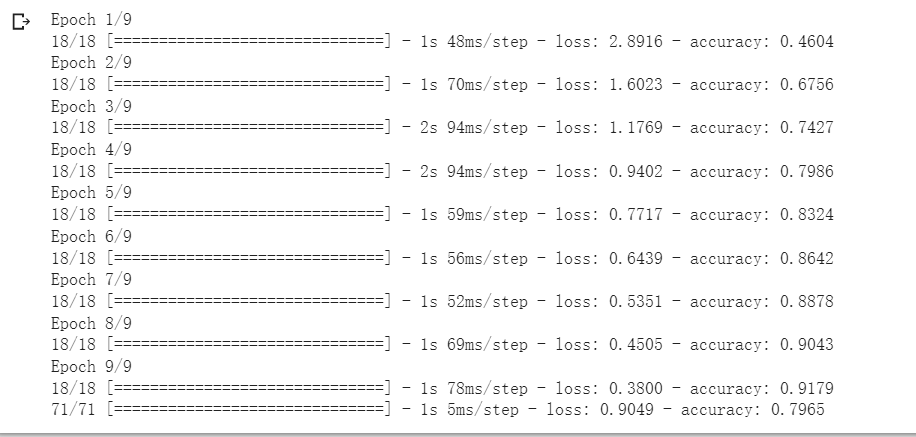 Epoch 1/9
18/18 [==============================] - 1s 48ms/step - loss: 2.8916 - accuracy: 0.4604
Epoch 2/9
18/18 [==============================] - 1s 70ms/step - loss: 1.6023 - accuracy: 0.6756
Epoch 3/9
18/18 [==============================] - 2s 94ms/step - loss: 1.1769 - accuracy: 0.7427
Epoch 4/9
18/18 [==============================] - 2s 94ms/step - loss: 0.9402 - accuracy: 0.7986
Epoch 5/9
18/18 [==============================] - 1s 59ms/step - loss: 0.7717 - accuracy: 0.8324
Epoch 6/9
18/18 [==============================] - 1s 56ms/step - loss: 0.6439 - accuracy: 0.8642
Epoch 7/9
18/18 [==============================] - 1s 52ms/step - loss: 0.5351 - accuracy: 0.8878
Epoch 8/9
18/18 [==============================] - 1s 69ms/step - loss: 0.4505 - accuracy: 0.9043
Epoch 9/9
18/18 [==============================] - 1s 78ms/step - loss: 0.3800 - accuracy: 0.9179
71/71 [==============================] - 1s 5ms/step - loss: 0.9049 - accuracy: 0.7965